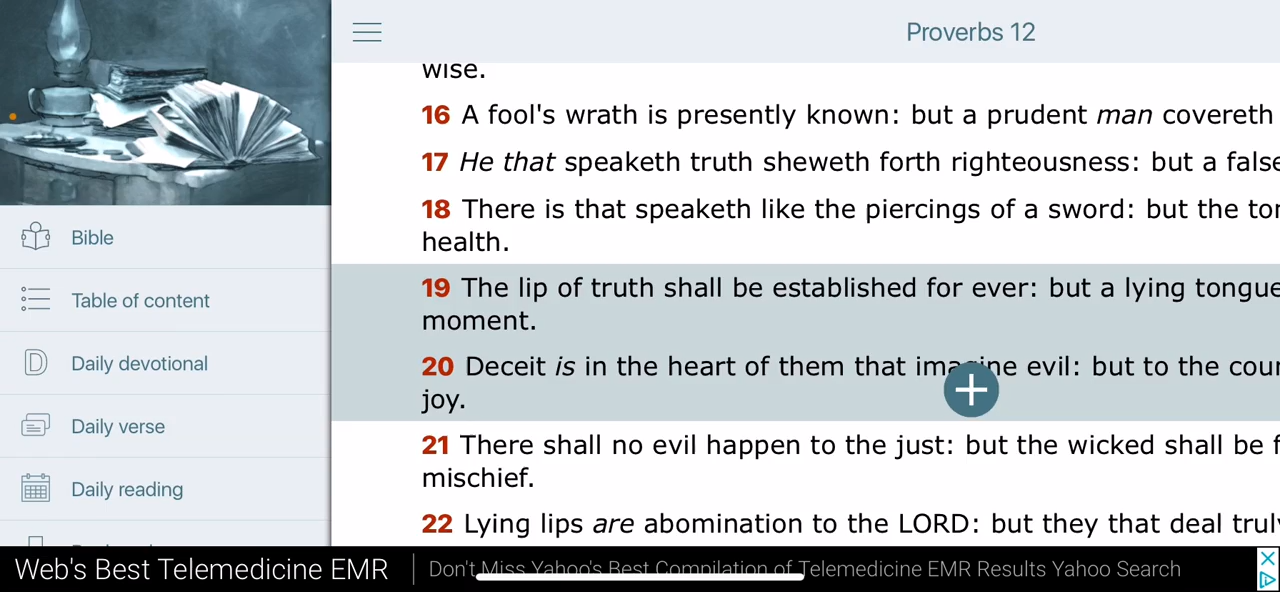 Proverbs 12
wise.
16 A fool's wrath is presently known: but a prudent man covereth
17 He that speaketh truth sheweth forth righteousness: but a false
18 There is that speaketh like the piercings of a sword: but the
health.
19 The lip of truth shall be established for ever: but a lying tongue
moment.
20 Deceit is in the heart of them that imagine evil: but to the
joy.
21 There shall no evil happen to the just: but the wicked shall be
mischief.
22 Lying lips are abomination to the LORD: but they that deal
Bible
Table of content
Daily devotional
Daily verse
Daily reading
Web's Best Telemedicine EMR
Don't Miss Yahoo's Best Compilation of Telemedicine EMR Results Yahoo Search